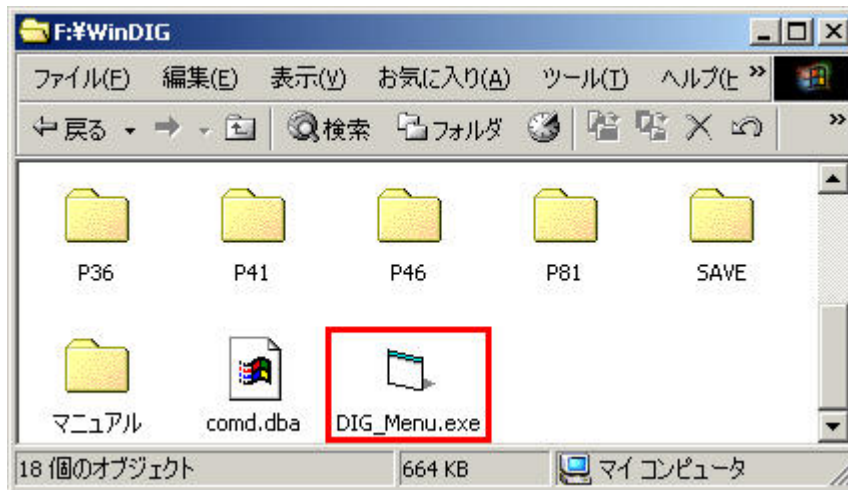 F:¥WinDIG
ファイル(F) 編集(E) 表示(V) お気に入り(A) ツール(T) ヘルプ(H »
戻る 検索 フォルダ »
P36 P41 P46 P81 SAVE
マニュアル comd.dba DIG_Menu.exe
18 個のオブジェクト 664 KB マイ コンピュータ